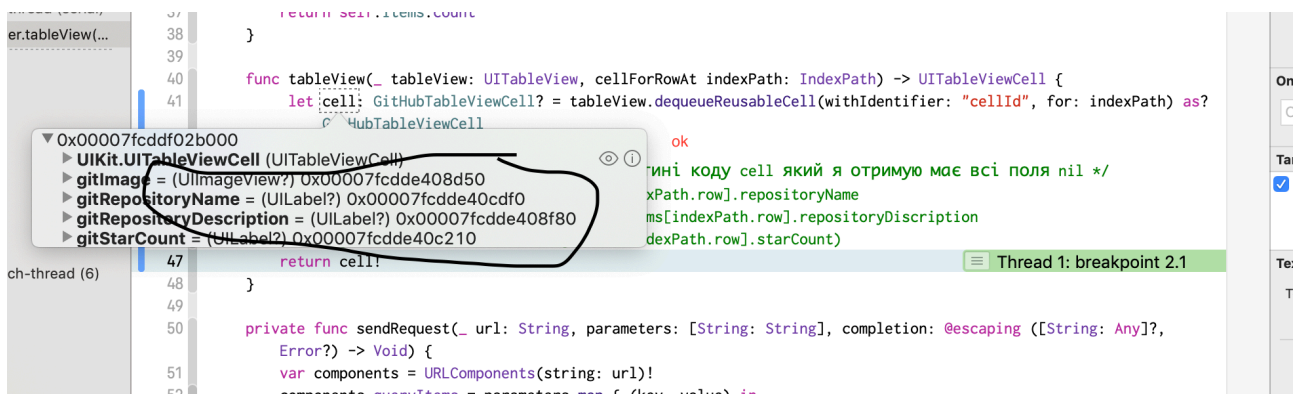 37 return self.items.count
er.tableView(...
38 }
39
40 func tableView(_ tableView: UITableView, cellForRowAt indexPath: IndexPath) -> UITableViewCell {
On
41 let cell: GitHubTableViewCell? = tableView.dequeueReusableCell(withIdentifier: "cellId", for: indexPath) as?
HubTableViewCell
▼0x00007fcddf02b000
ok
▶UIKit.UITableViewCell (UITableViewCell)
Tar
тині коду cell який я отримую має всі поля nil */
▶gitImage = (UIImageView?) 0x00007fcdde408d50
xPath.row].repositoryName
▶gitRepositoryName = (UILabel?) 0x00007fcdde40cdf0
ms[indexPath.row].repositoryDiscription
▶gitRepositoryDescription = (UILabel?) 0x00007fcdde408f80
dexPath.row].starCount)
▶gitStarCount = (UILabel?) 0x00007fcdde40c210
47 return cell!
Thread 1: breakpoint 2.1
Te
ch-thread (6)
48 }
T
49
50 private func sendRequest(_ url: String, parameters: [String: String], completion: @escaping ([String: Any]?,
Error?) -> Void) {
51 var components = URLComponents(string: url)!